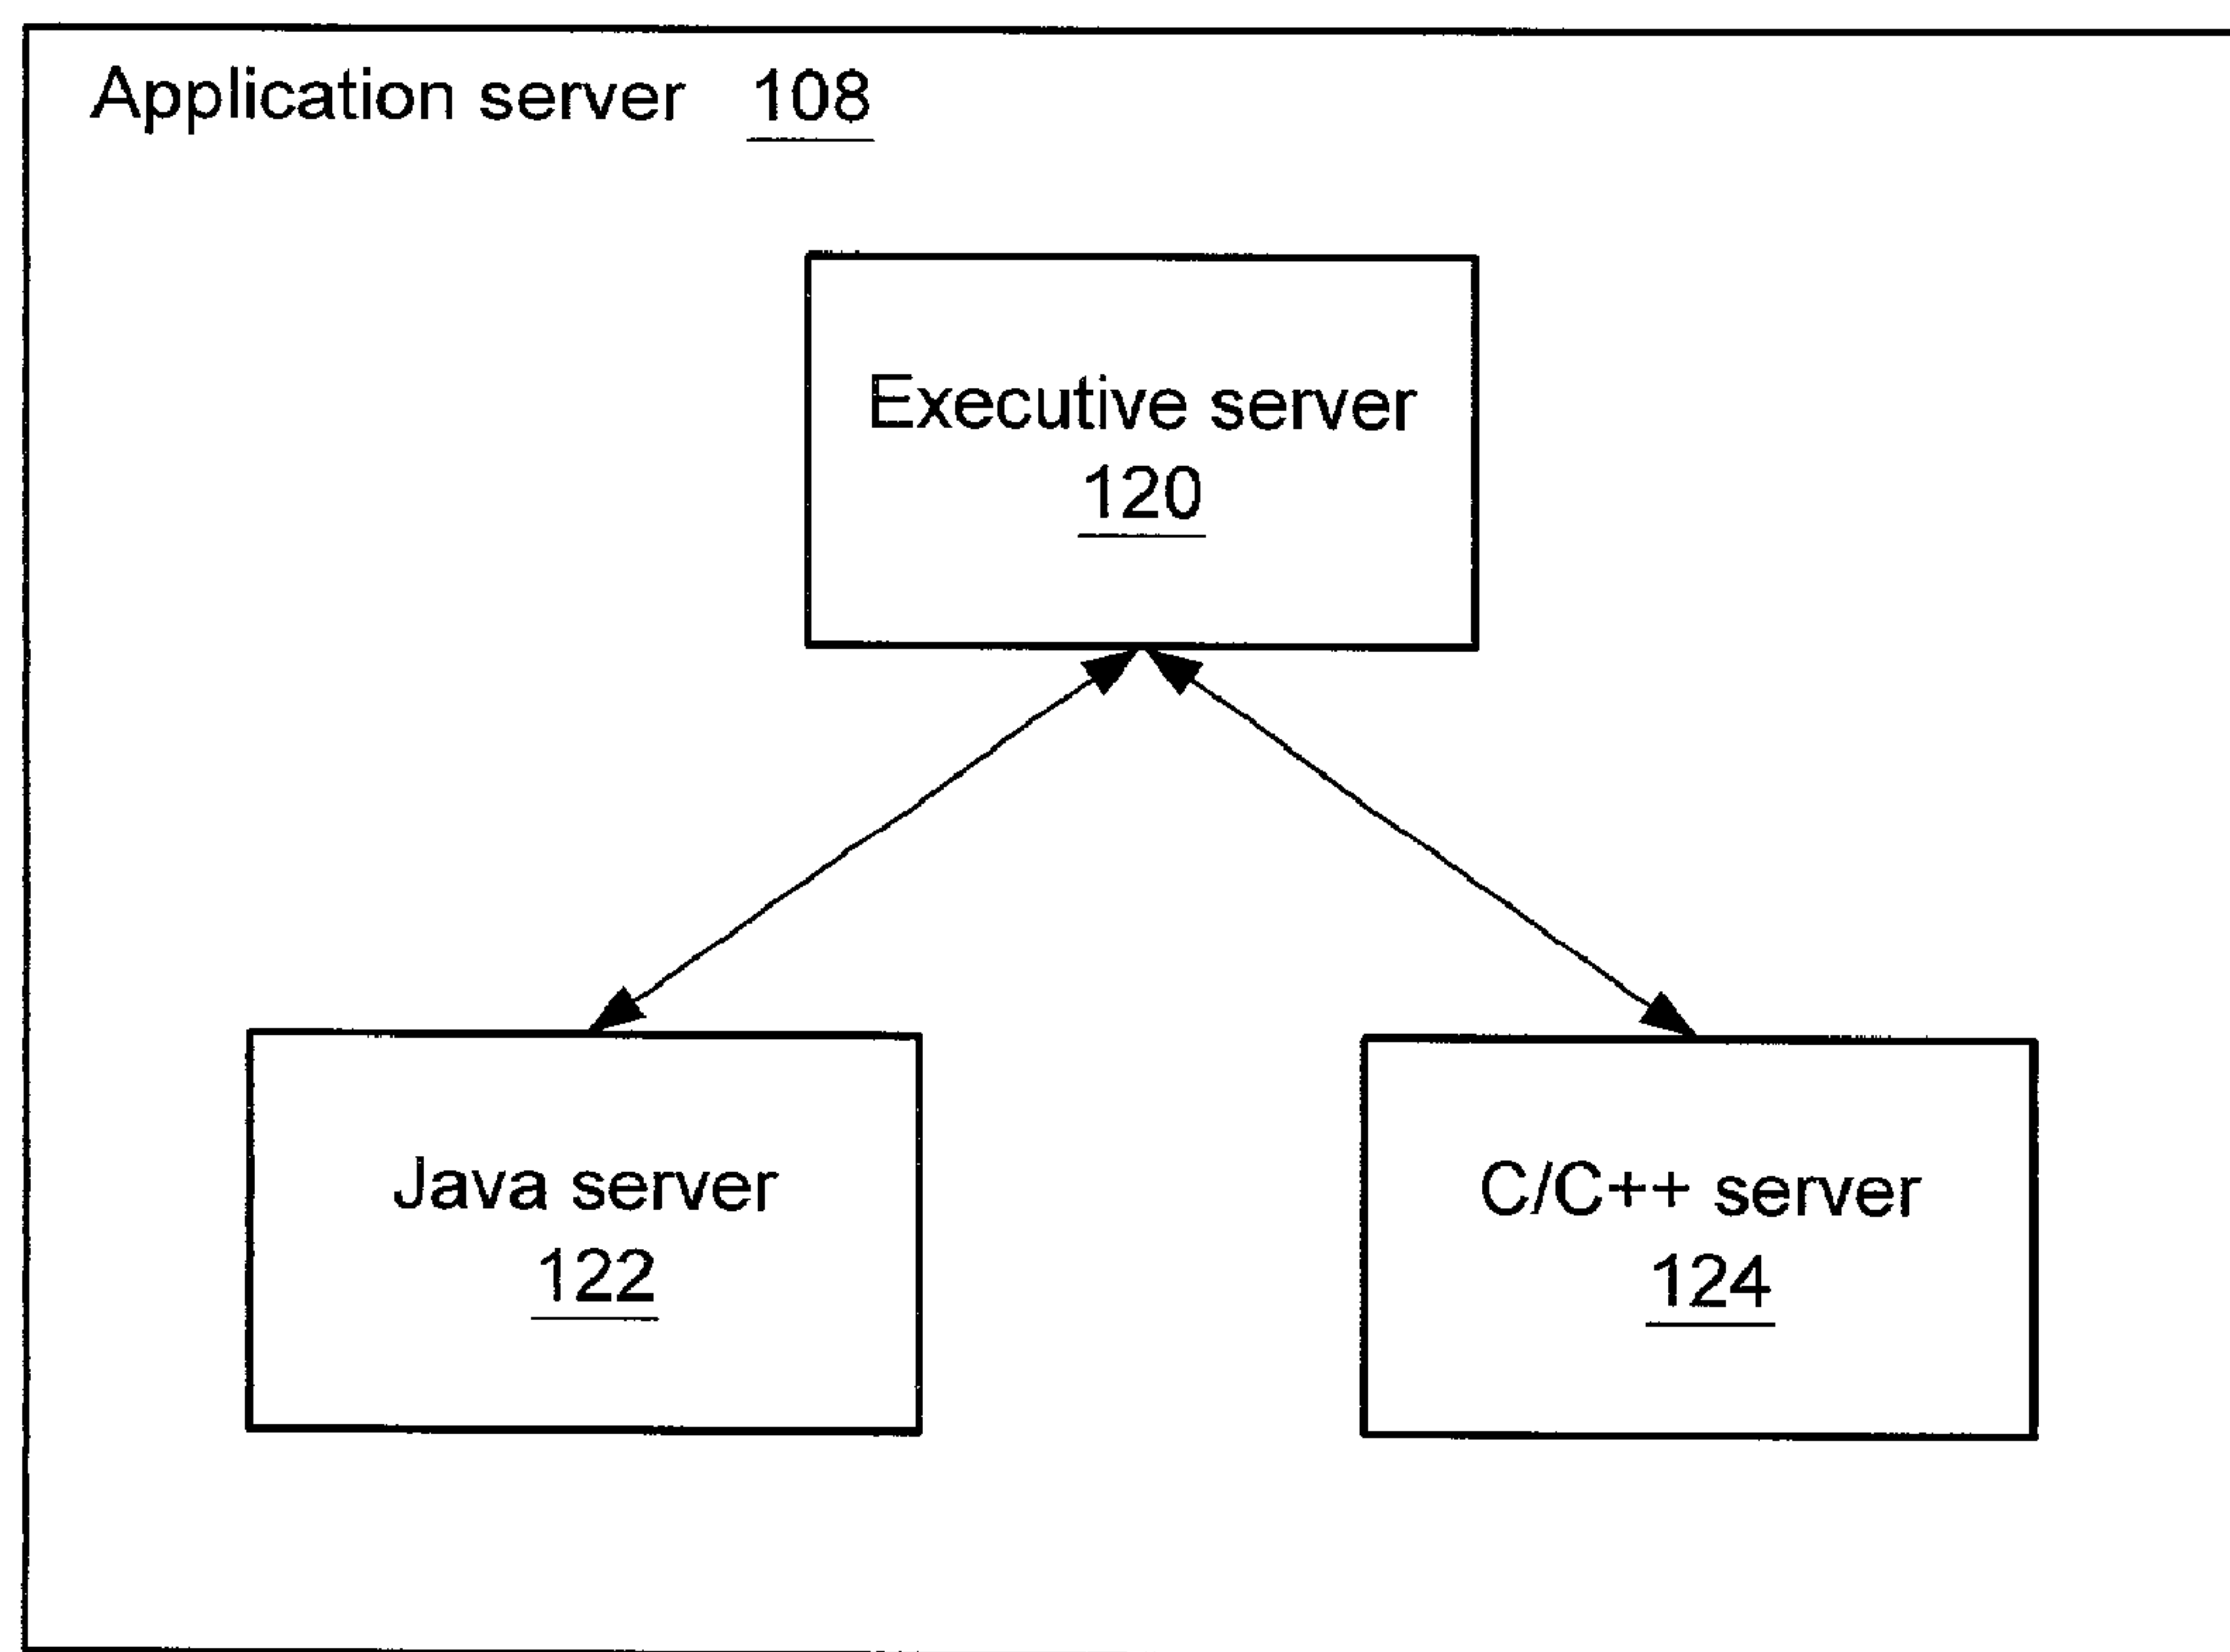 Application server 108
Executive server
120
Java server
122
C/C++ server
124